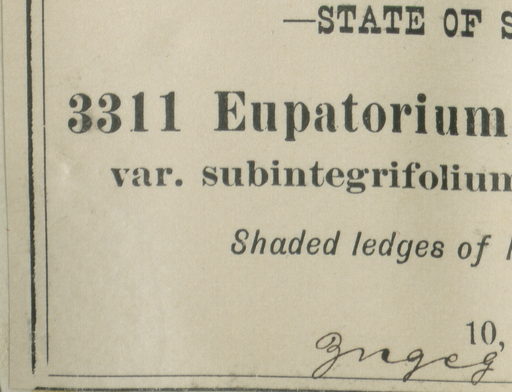 —STATE OF S
3311 Eupatorium
var. subintegrifolium
Shaded ledges of
10,